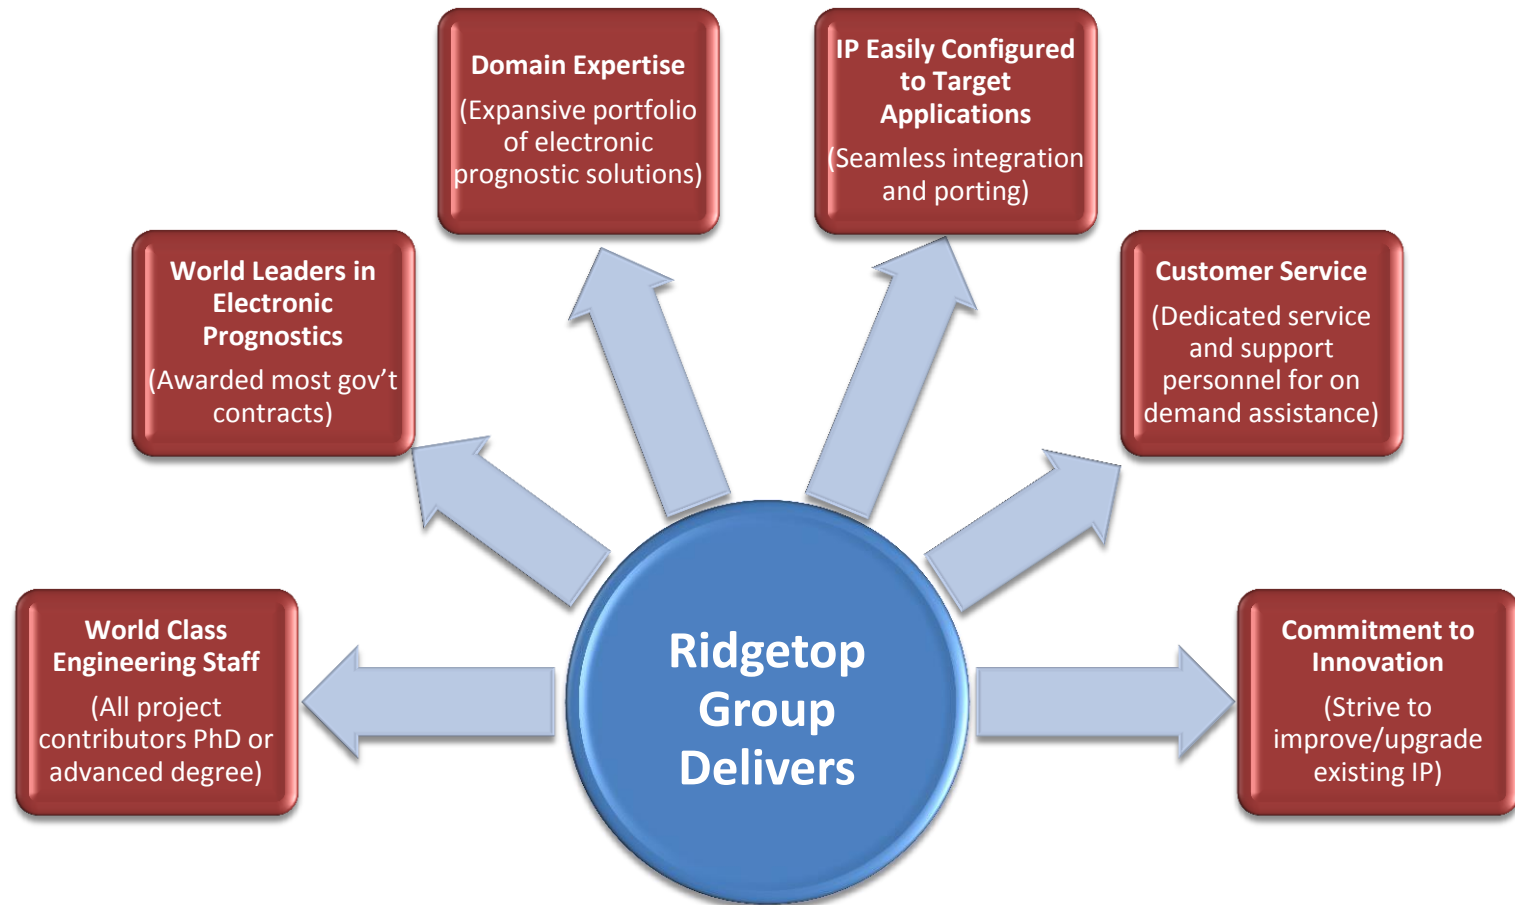 Domain Expertise
(Expansive portfolio
of electronic
prognostic solutions)
IP Easily Configured
to Target
Applications
(Seamless integration
and porting)
World Leaders in
Electronic
Prognostics
(Awarded most gov’t
contracts)
Customer Service
(Dedicated service
and support
personnel for on
demand assistance)
World Class
Engineering Staff
(All project
contributors PhD or
advanced degree)
Ridgetop
Group
Delivers
Commitment to
Innovation
(Strive to
improve/upgrade
existing IP)